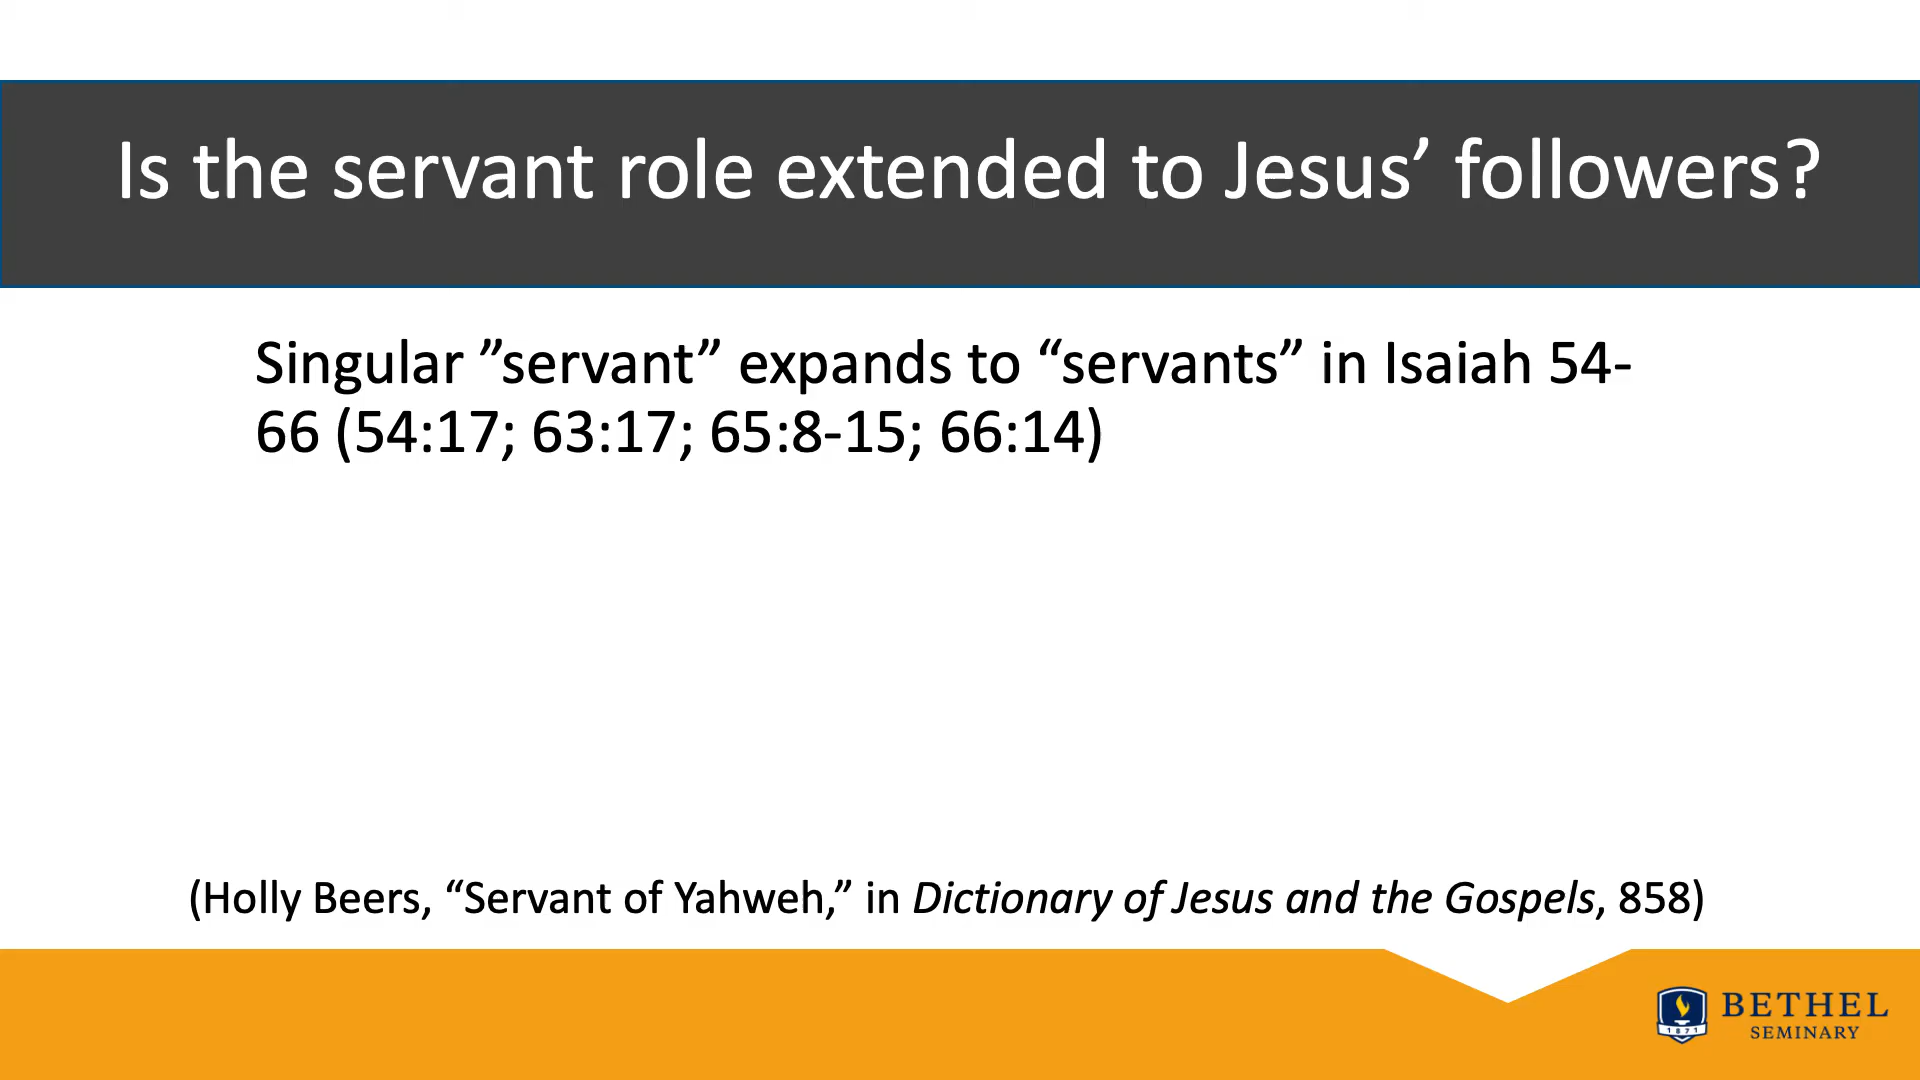 Is the servant role extended to Jesus’ followers?
Singular ”servant” expands to “servants” in Isaiah 54-
66 (54:17; 63:17; 65:8-15; 66:14)
(Holly Beers, “Servant of Yahweh,” in Dictionary of Jesus and the Gospels, 858)
1871
BETHEL
SEMINARY